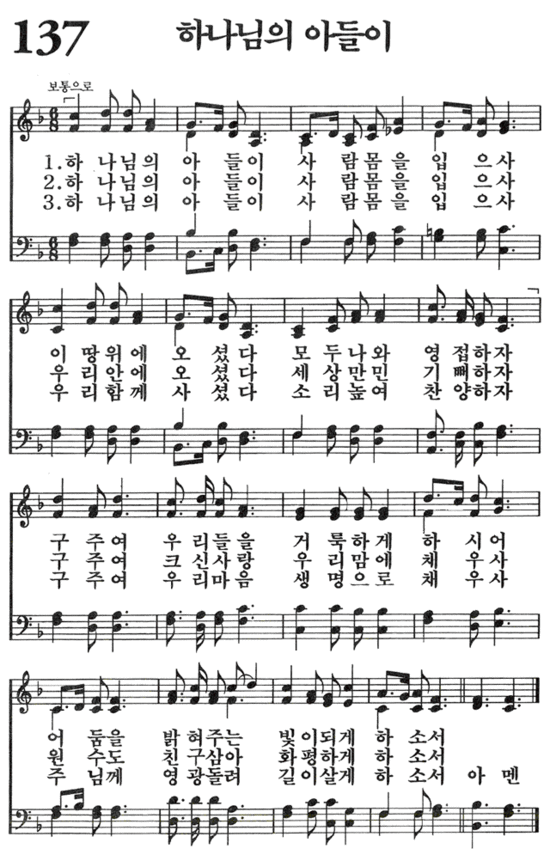 137 하나님의 아들이
보통으로
1.하 나님의 아 들이 사 람몸을 입 으사
2.하 나님의 아 들이 사 람몸을 입 으사
3.하 나님의 아 들이 사 람몸을 입 으사
이 땅위에 오 셨다 모 두나와 영 접하자
우 리안에 오 셨다 세 상만민 기 뻐하자
우 리함께 사 셨다 소 리높여 찬 양하자
구 주여 우 리들을 거 룩하게 하 시어
구 주여 크 신사랑 우 리맘에 채 우사
구 주여 우 리마음 생 명으로 채 우사
어 둠을 밝 혀주는 빛 이되게 하 소서
원 수도 친 구삼아 화 평하게 하 소서
주 님께 영 광돌려 길 이살게 하 소서 아 멘